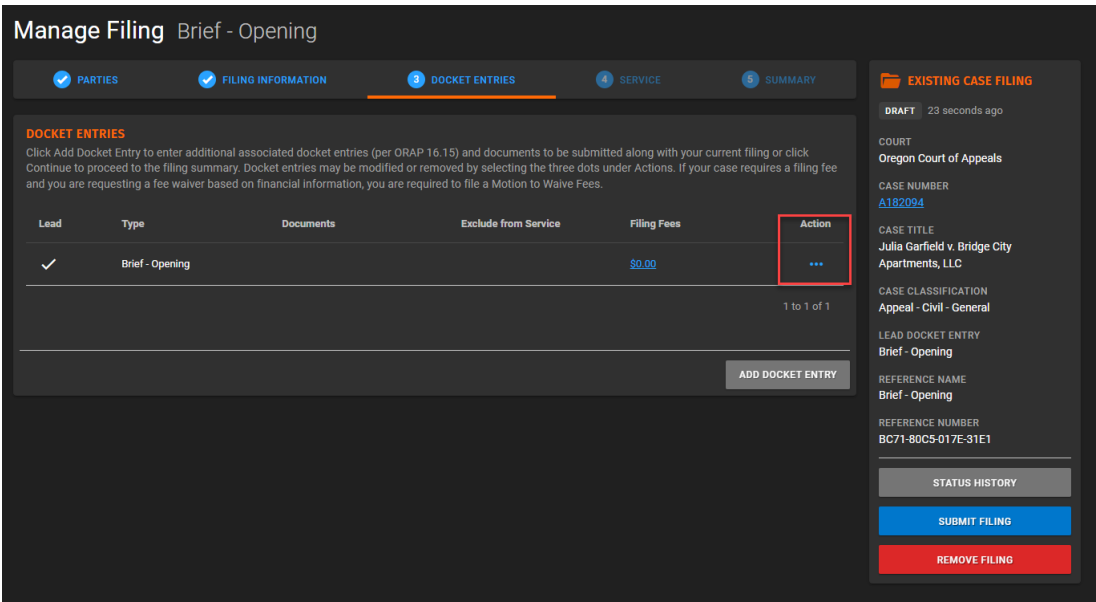 Manage Filing Brief - Opening
PARTIES
FILING INFORMATION
3 DOCKET ENTRIES
4 SERVICE
5 SUMMARY
DOCKET ENTRIES
Click Add Docket Entry to enter additional associated docket entries (per ORAP 16.15) and documents to be submitted along with your current filing or click
Continue to proceed to the filing summary. Docket entries may be modified or removed by selecting the three dots under Actions. If your case requires a filing fee
and you are requesting a fee waiver based on financial information, you are required to file a Motion to Waive Fees.
Lead Type Documents Exclude from Service Filing Fees Action
Brief - Opening $0.00 •••
1 to 1 of 1
ADD DOCKET ENTRY
EXISTING CASE FILING
DRAFT 23 seconds ago
COURT
Oregon Court of Appeals
CASE NUMBER
A182094
CASE TITLE
Julia Garfield v. Bridge City
Apartments, LLC
CASE CLASSIFICATION
Appeal - Civil - General
LEAD DOCKET ENTRY
Brief - Opening
REFERENCE NAME
Brief - Opening
REFERENCE NUMBER
BC71-80C5-017E-31E1
STATUS HISTORY
SUBMIT FILING
REMOVE FILING